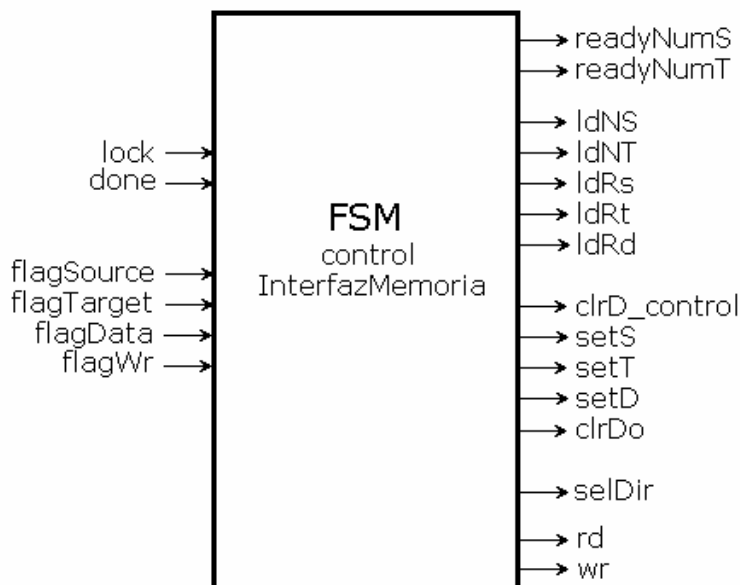 lock
done
flagSource
flagTarget
flagData
flagWr
FSM
control
InterfazMemoria
readyNumS
readyNumT
ldNS
ldNT
ldRs
ldRt
ldRd
clrD_control
setS
setT
setD
clrDo
selDir
rd
wr